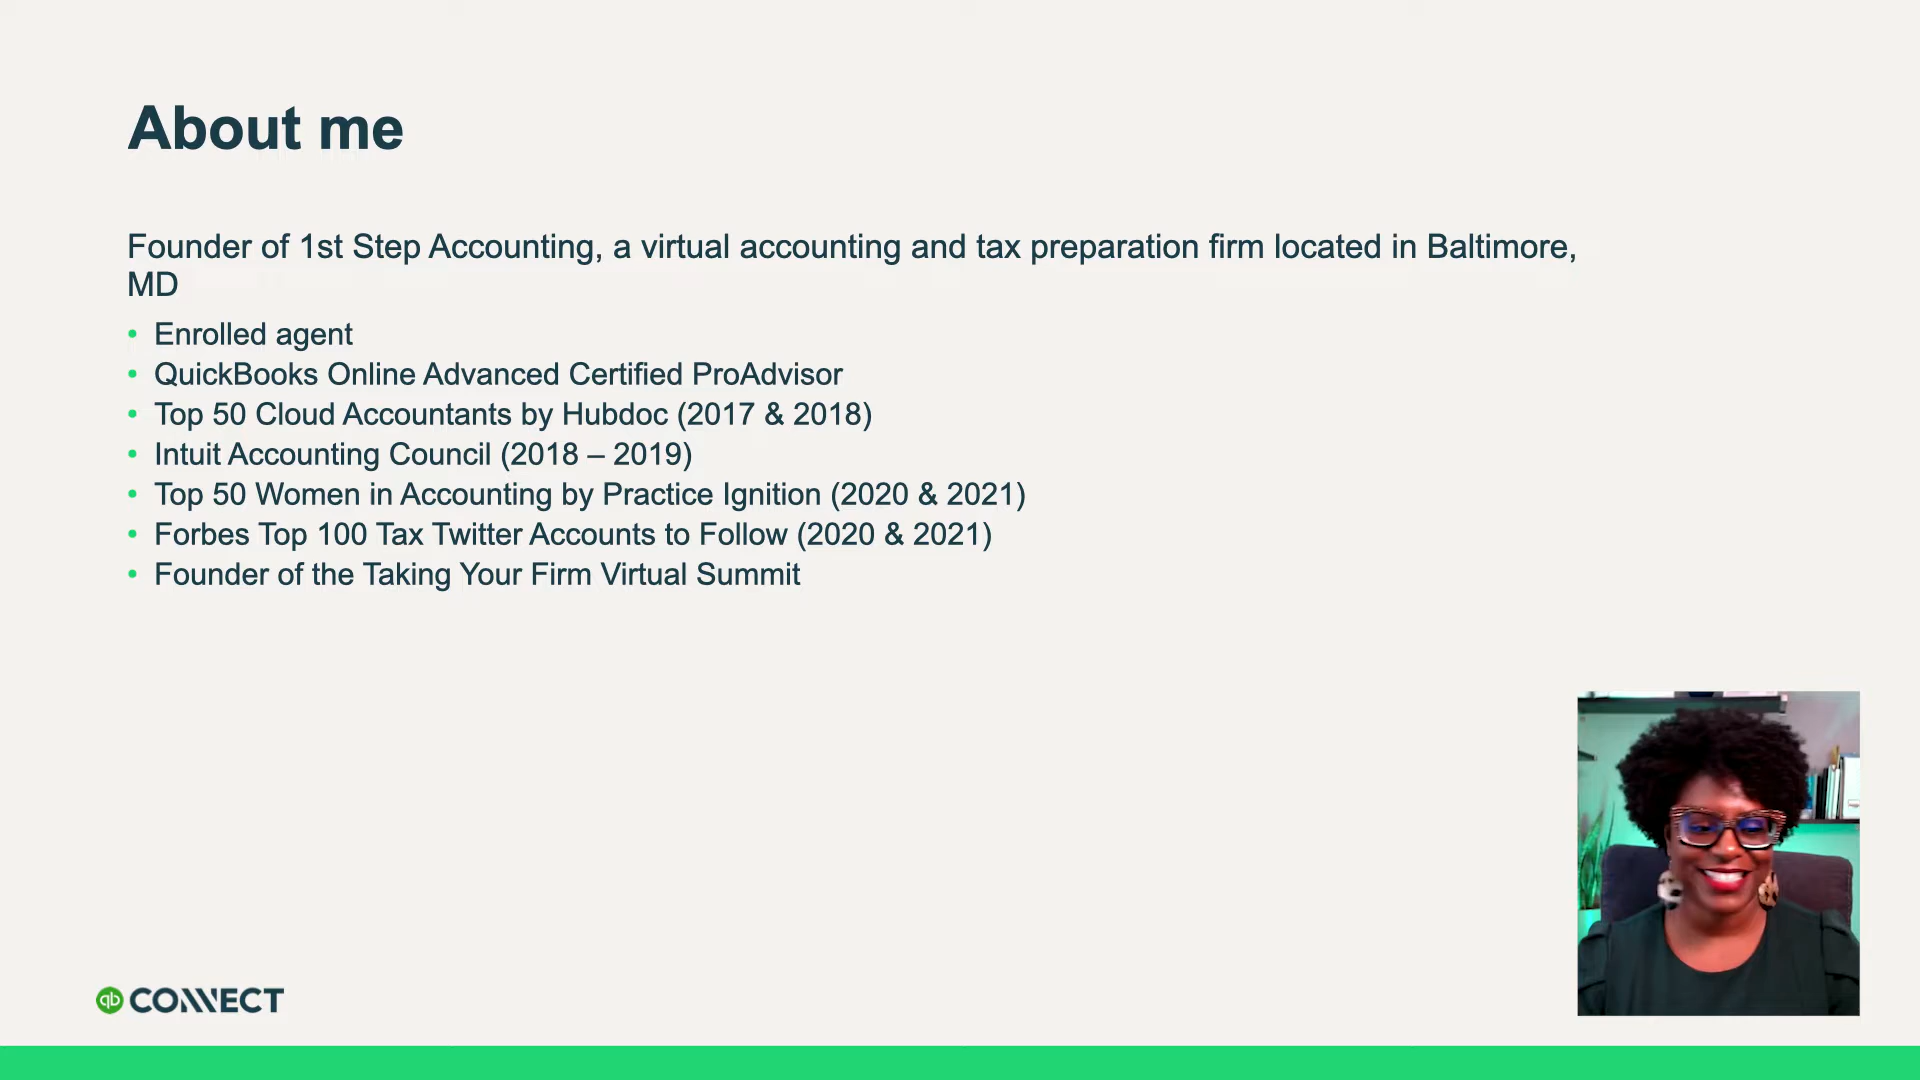 About me
Founder of 1st Step Accounting, a virtual accounting and tax preparation firm located in Baltimore,
MD
• Enrolled agent
• QuickBooks Online Advanced Certified ProAdvisor
• Top 50 Cloud Accountants by Hubdoc (2017 & 2018)
• Intuit Accounting Council (2018 – 2019)
• Top 50 Women in Accounting by Practice Ignition (2020 & 2021)
• Forbes Top 100 Tax Twitter Accounts to Follow (2020 & 2021)
• Founder of the Taking Your Firm Virtual Summit
qb CONNECT